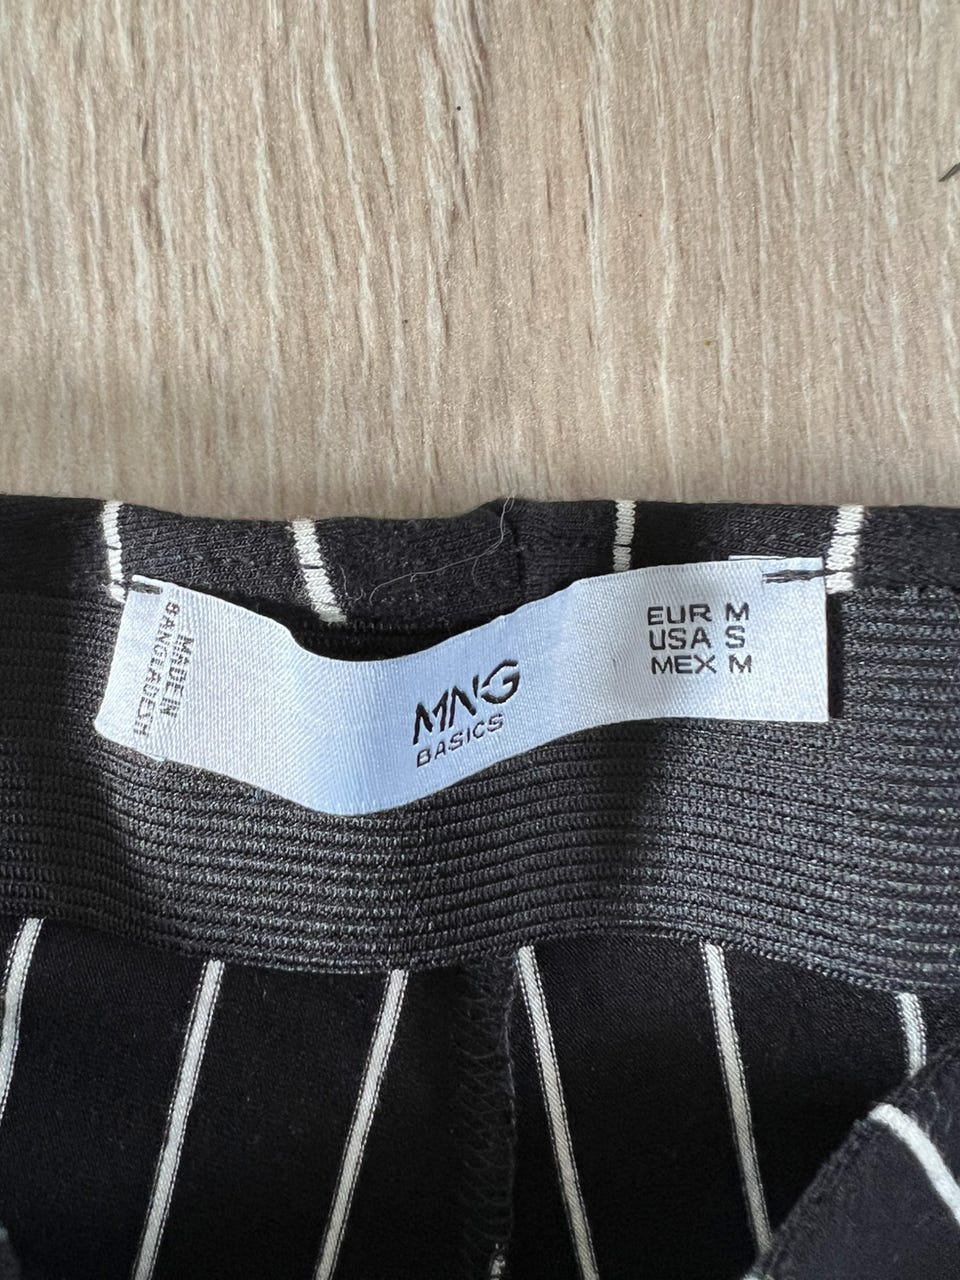 MADE IN
BANGLADESH
MNG
BASICS
EUR M
USA S
MEX M